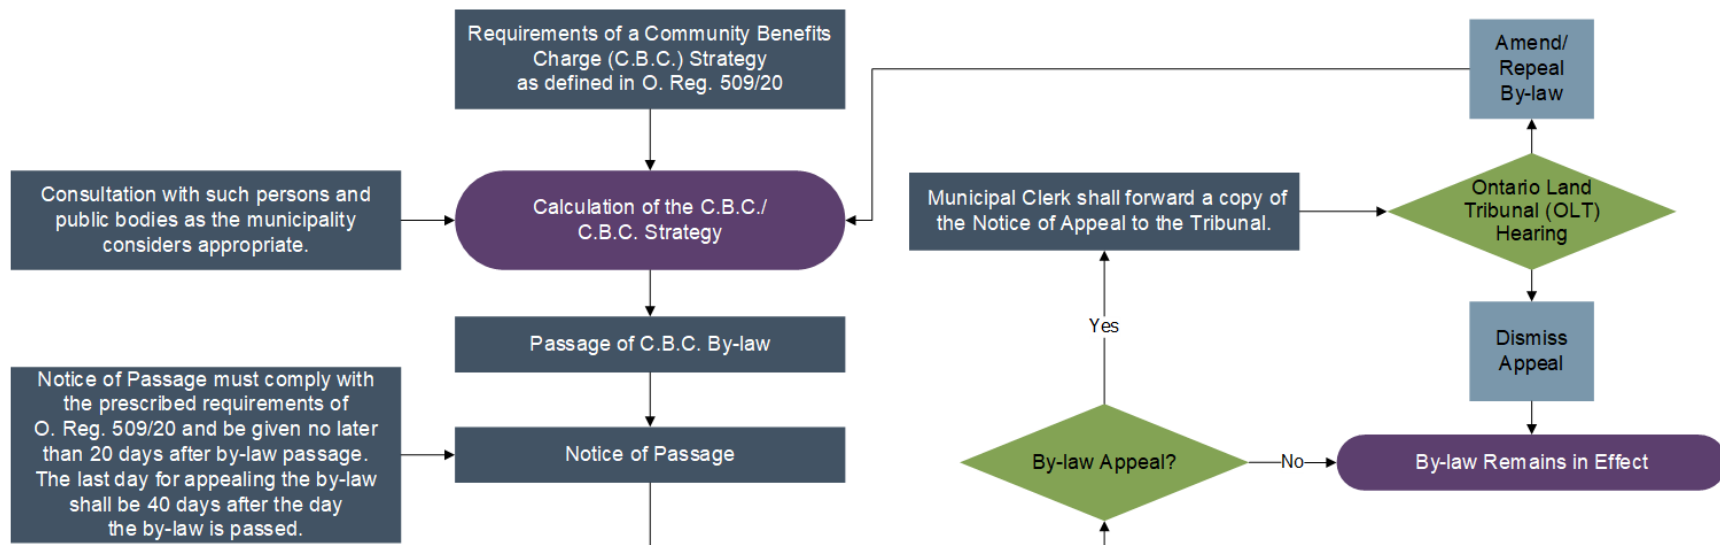 Requirements of a Community Benefits
Charge (C.B.C.) Strategy
as defined in O. Reg. 509/20
Amend/
Repeal
By-law
Consultation with such persons and
public bodies as the municipality
considers appropriate.
Calculation of the C.B.C./
C.B.C. Strategy
Municipal Clerk shall forward a copy of
the Notice of Appeal to the Tribunal.
Ontario Land
Tribunal (OLT)
Hearing
Passage of C.B.C. By-law
Yes
Dismiss
Appeal
Notice of Passage must comply with
the prescribed requirements of
O. Reg. 509/20 and be given no later
than 20 days after by-law passage.
The last day for appealing the by-law
shall be 40 days after the day
the by-law is passed.
Notice of Passage
By-law Appeal?
No
By-law Remains in Effect